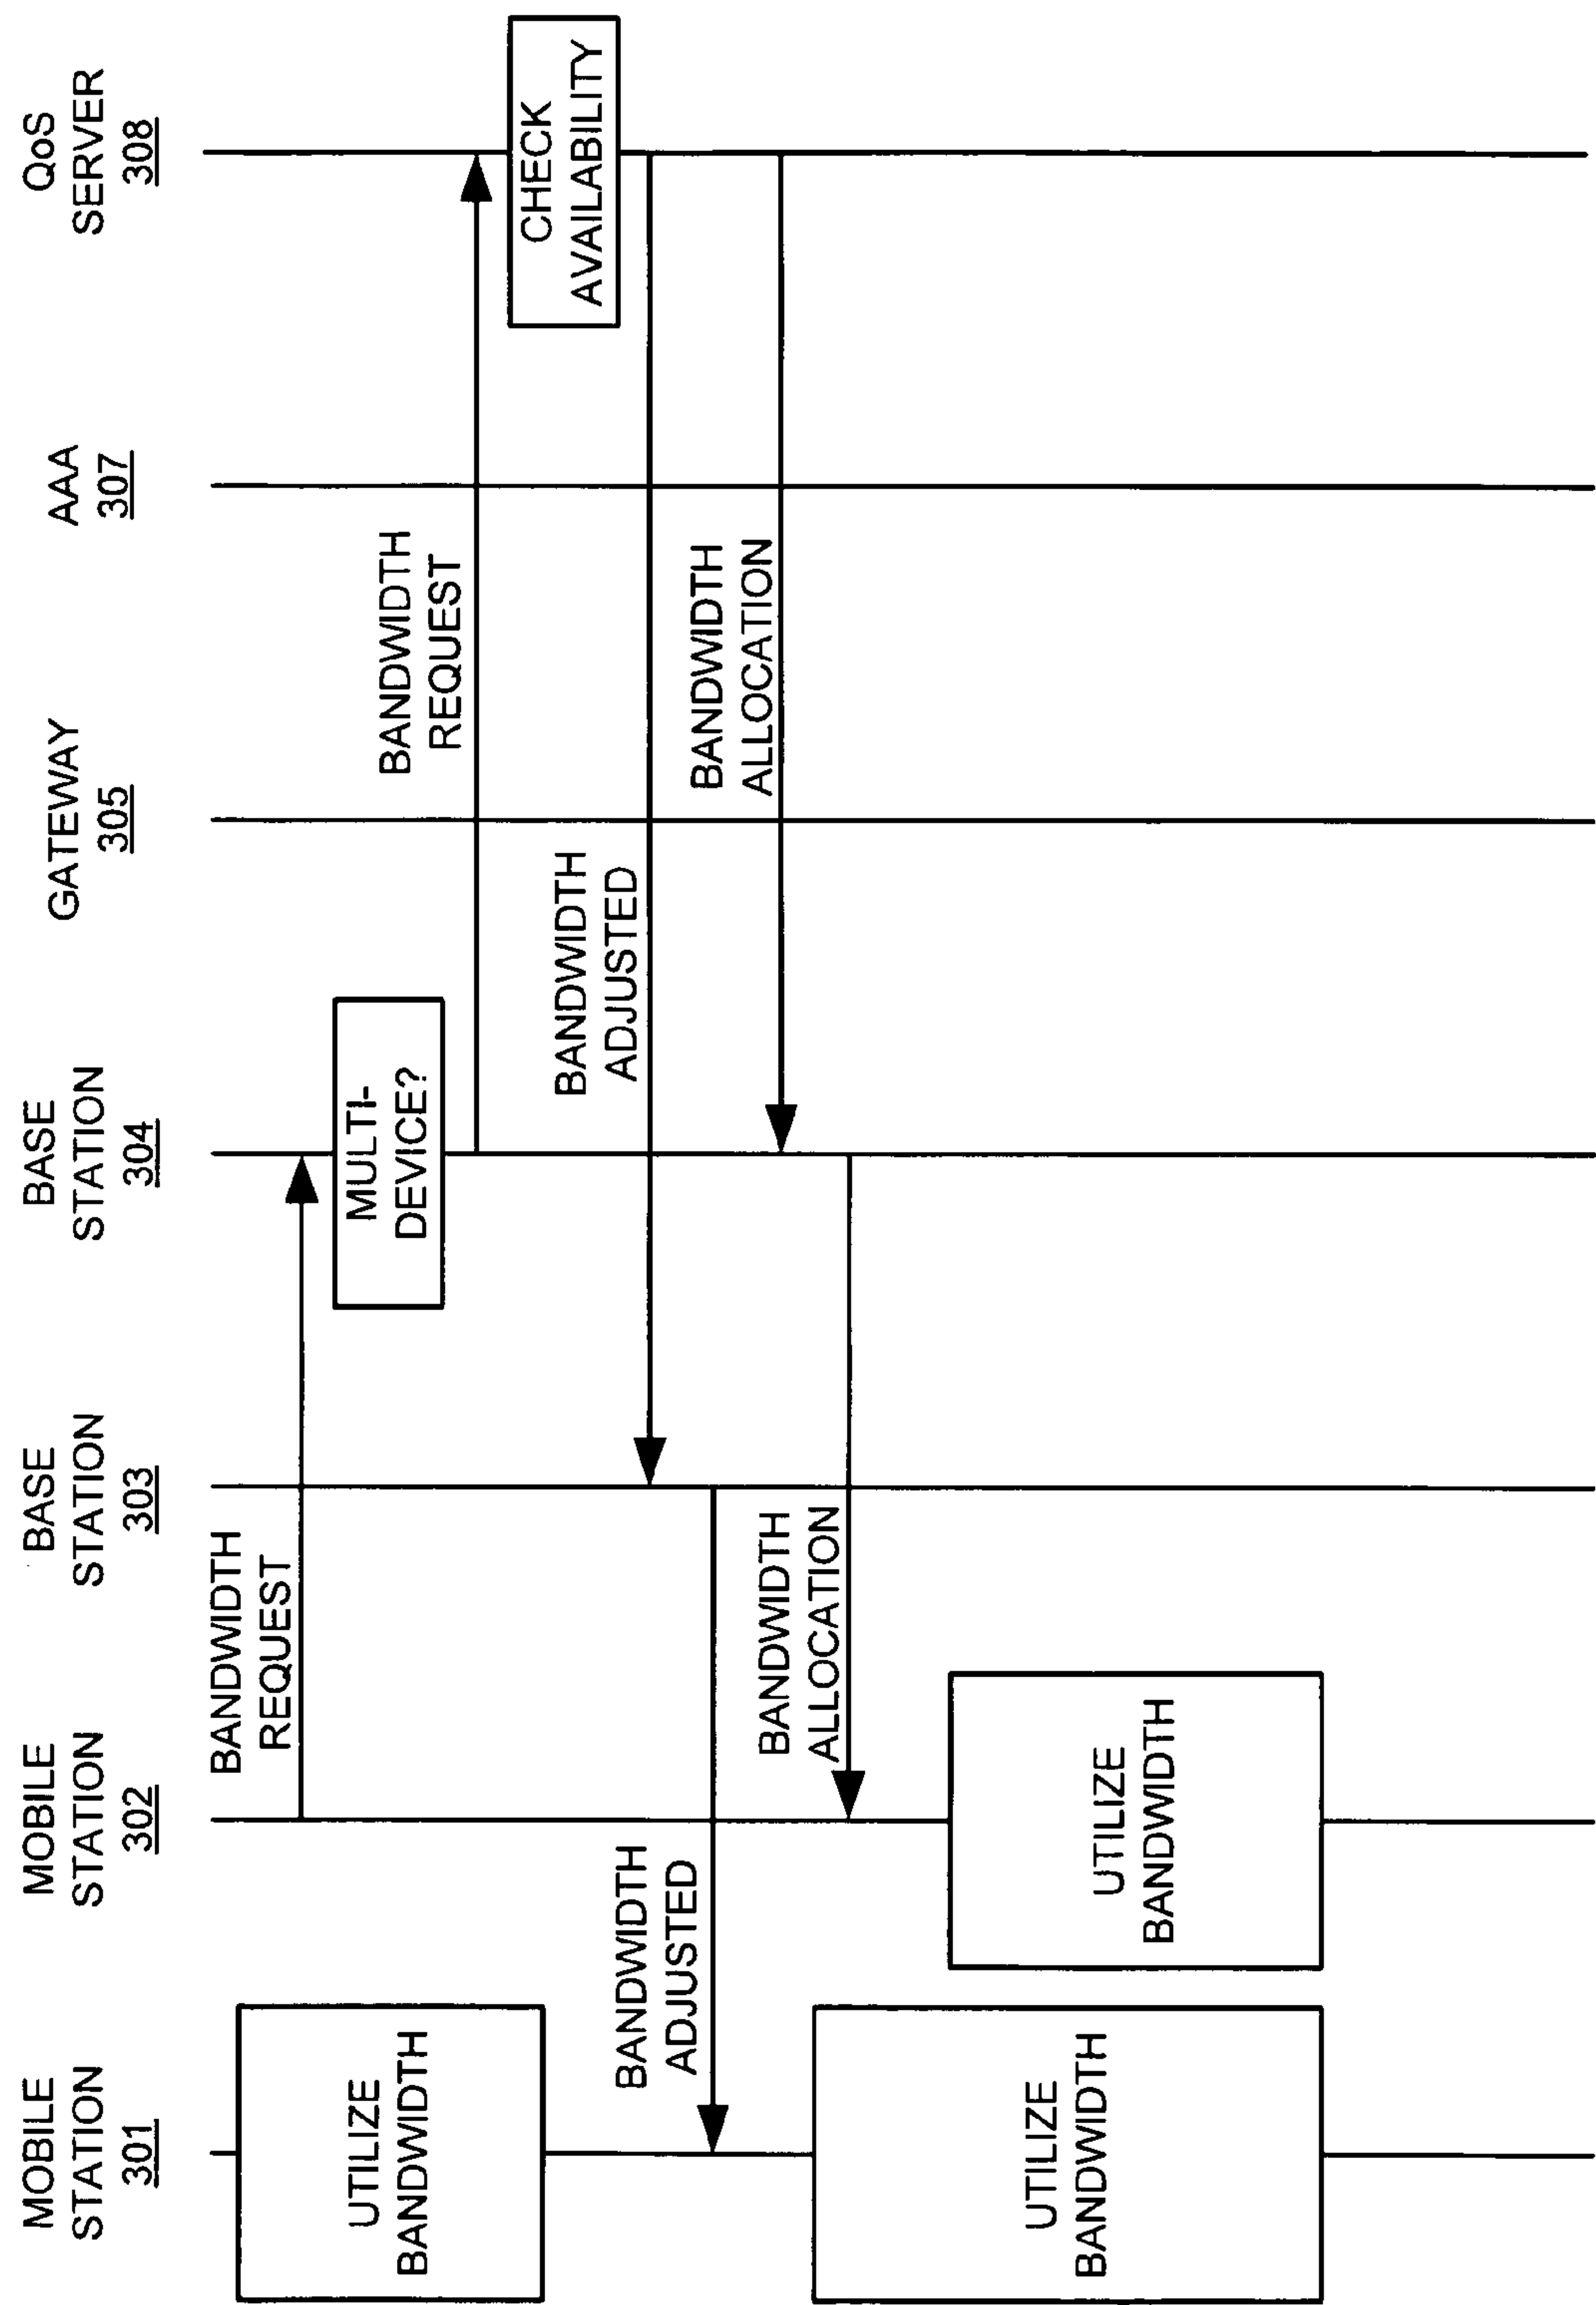 MOBILE
STATION
301
MOBILE
STATION
302
BASE
STATION
303
BASE
STATION
304
GATEWAY
305
AAA
307
QoS
SERVER
308
UTILIZE
BANDWIDTH
BANDWIDTH
REQUEST
MULTI-
DEVICE?
BANDWIDTH
REQUEST
CHECK
AVAILABILITY
BANDWIDTH
ADJUSTED
BANDWIDTH
ADJUSTED
BANDWIDTH
ALLOCATION
BANDWIDTH
ALLOCATION
UTILIZE
BANDWIDTH
UTILIZE
BANDWIDTH